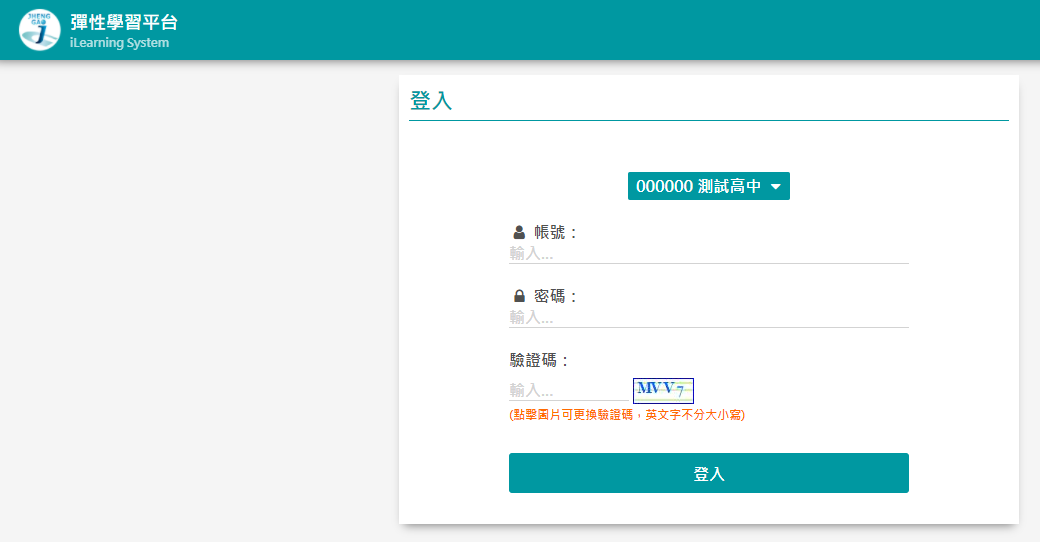 ZHENG
GAO
彈性學習平台
iLearning System
登入
000000 測試高中
帳號：
輸入...
密碼：
輸入...
驗證碼：
輸入...
MVV7
(點擊圖片可更換驗證碼，英文字不分大小寫)
登入